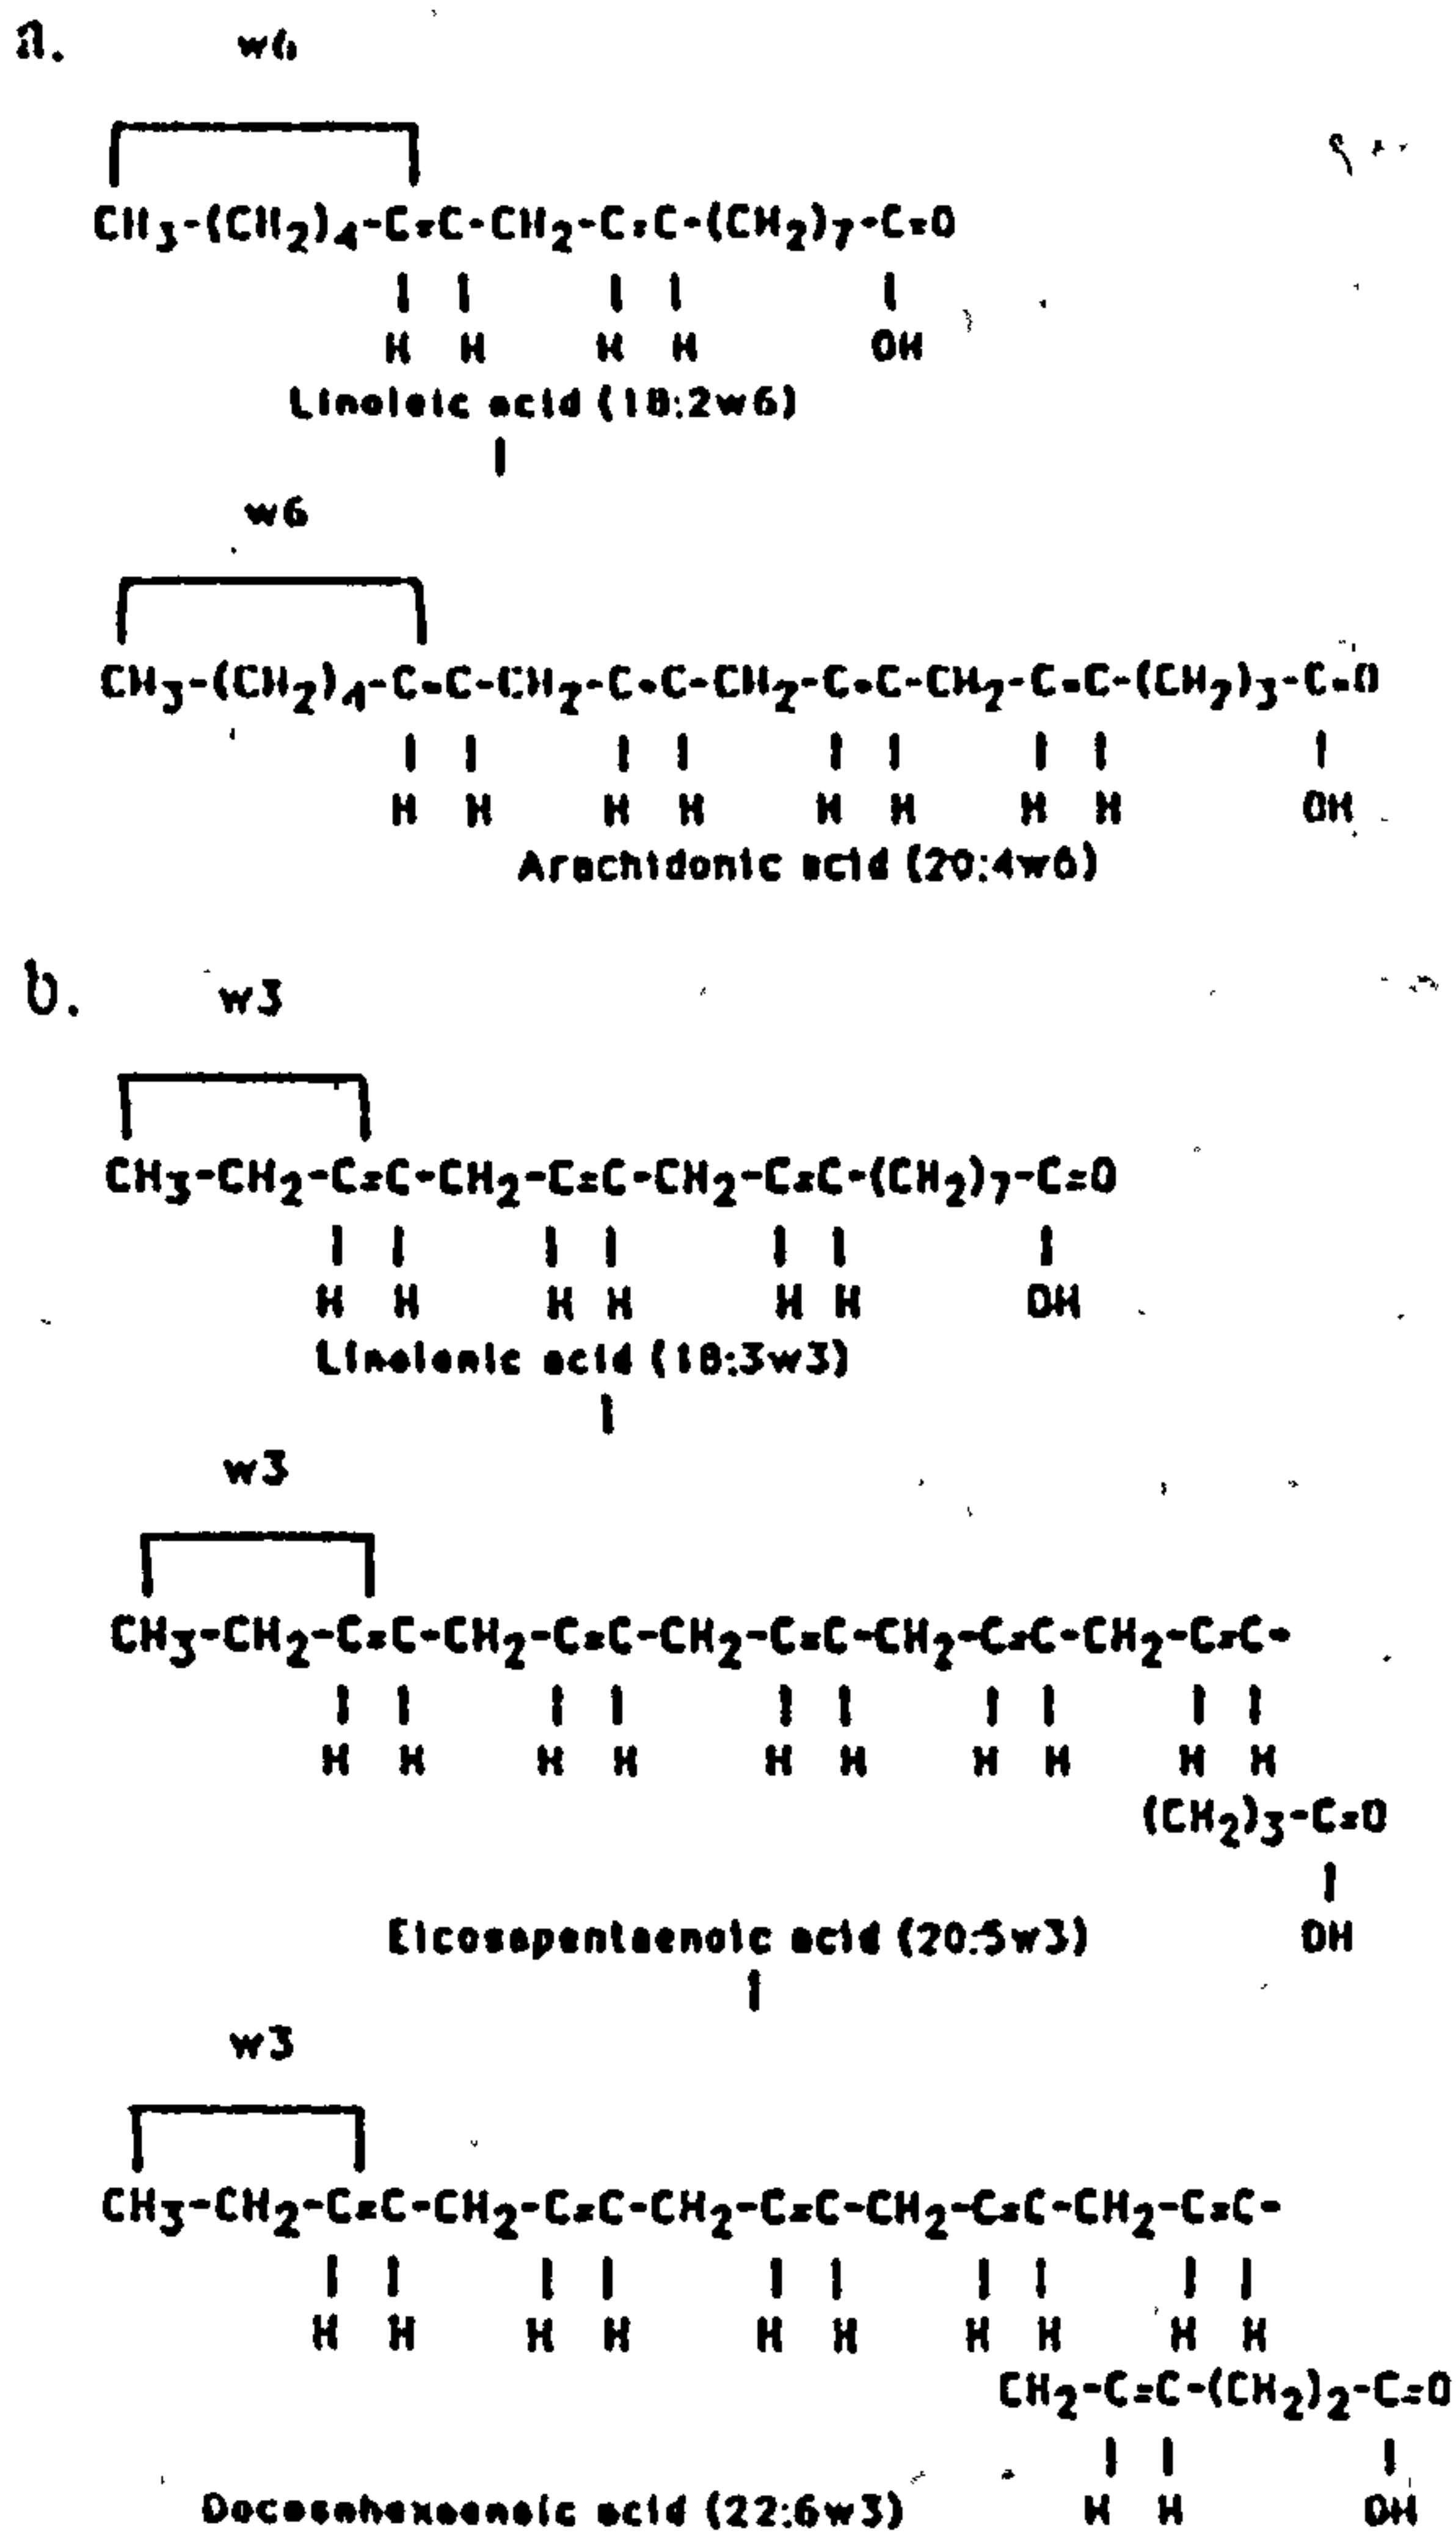 a. w6
CH3-(CH2)4-C=C-CH2-C=C-(CH2)7-C=O
H H H H OH
Linoleic acid (18:2w6)
w6
CH3-(CH2)4-C=C-CH2-C=C-CH2-C=C-CH2-C=C-(CH2)3-C=O
H H H H H H H H OH
Arachidonic acid (20:4w6)
b. w3
CH3-CH2-C=C-CH2-C=C-CH2-C=C-(CH2)7-C=O
H H H H H H OH
Linolenic acid (18:3w3)
w3
CH3-CH2-C=C-CH2-C=C-CH2-C=C-CH2-C=C-CH2-C=C-
H H H H H H H H H H
(CH2)3-C=O
Eicosapentaenoic acid (20:5w3) OH
w3
CH3-CH2-C=C-CH2-C=C-CH2-C=C-CH2-C=C-CH2-C=C-
H H H H H H H H H H
CH2-C=C-(CH2)2-C=O
Docosahexaenoic acid (22:6w3) H H OH